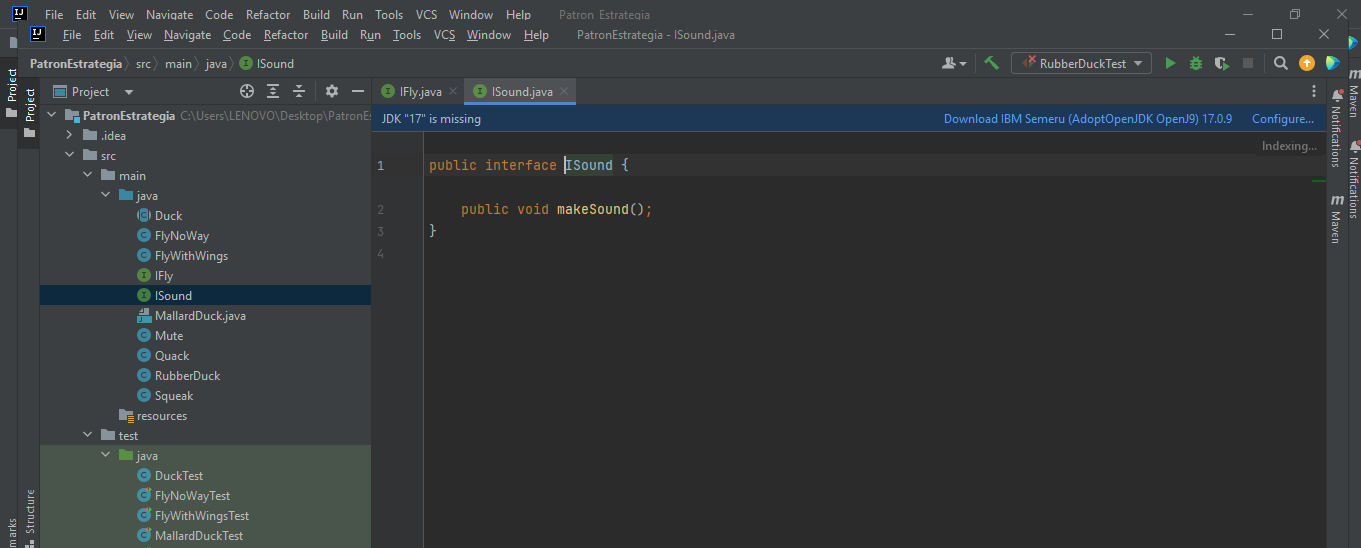 File Edit View Navigate Code Refactor Build Run Tools VCS Window Help Patron Estrategia
File Edit View Navigate Code Refactor Build Run Tools VCS Window Help PatronEstrategia - ISound.java
PatronEstrategia src main java ISound RubberDuckTest
Project
Project
Project
IFly.java ISound.java
PatronEstrategia C:\Users\LENOVO\Desktop\PatronEs
JDK "17" is missing Download IBM Semeru (AdoptOpenJDK OpenJ9) 17.0.9 Configure...
.idea
src
main
java
Duck
FlyNoWay
FlyWithWings
IFly
ISound
MallardDuck.java
Mute
Quack
RubberDuck
Squeak
resources
test
java
DuckTest
FlyNoWayTest
FlyWithWingsTest
MallardDuckTest
Indexing...
1 public interface ISound {
2 public void makeSound();
3 }
4
Structure
marks
Notifications
Maven
Maven
Notifications